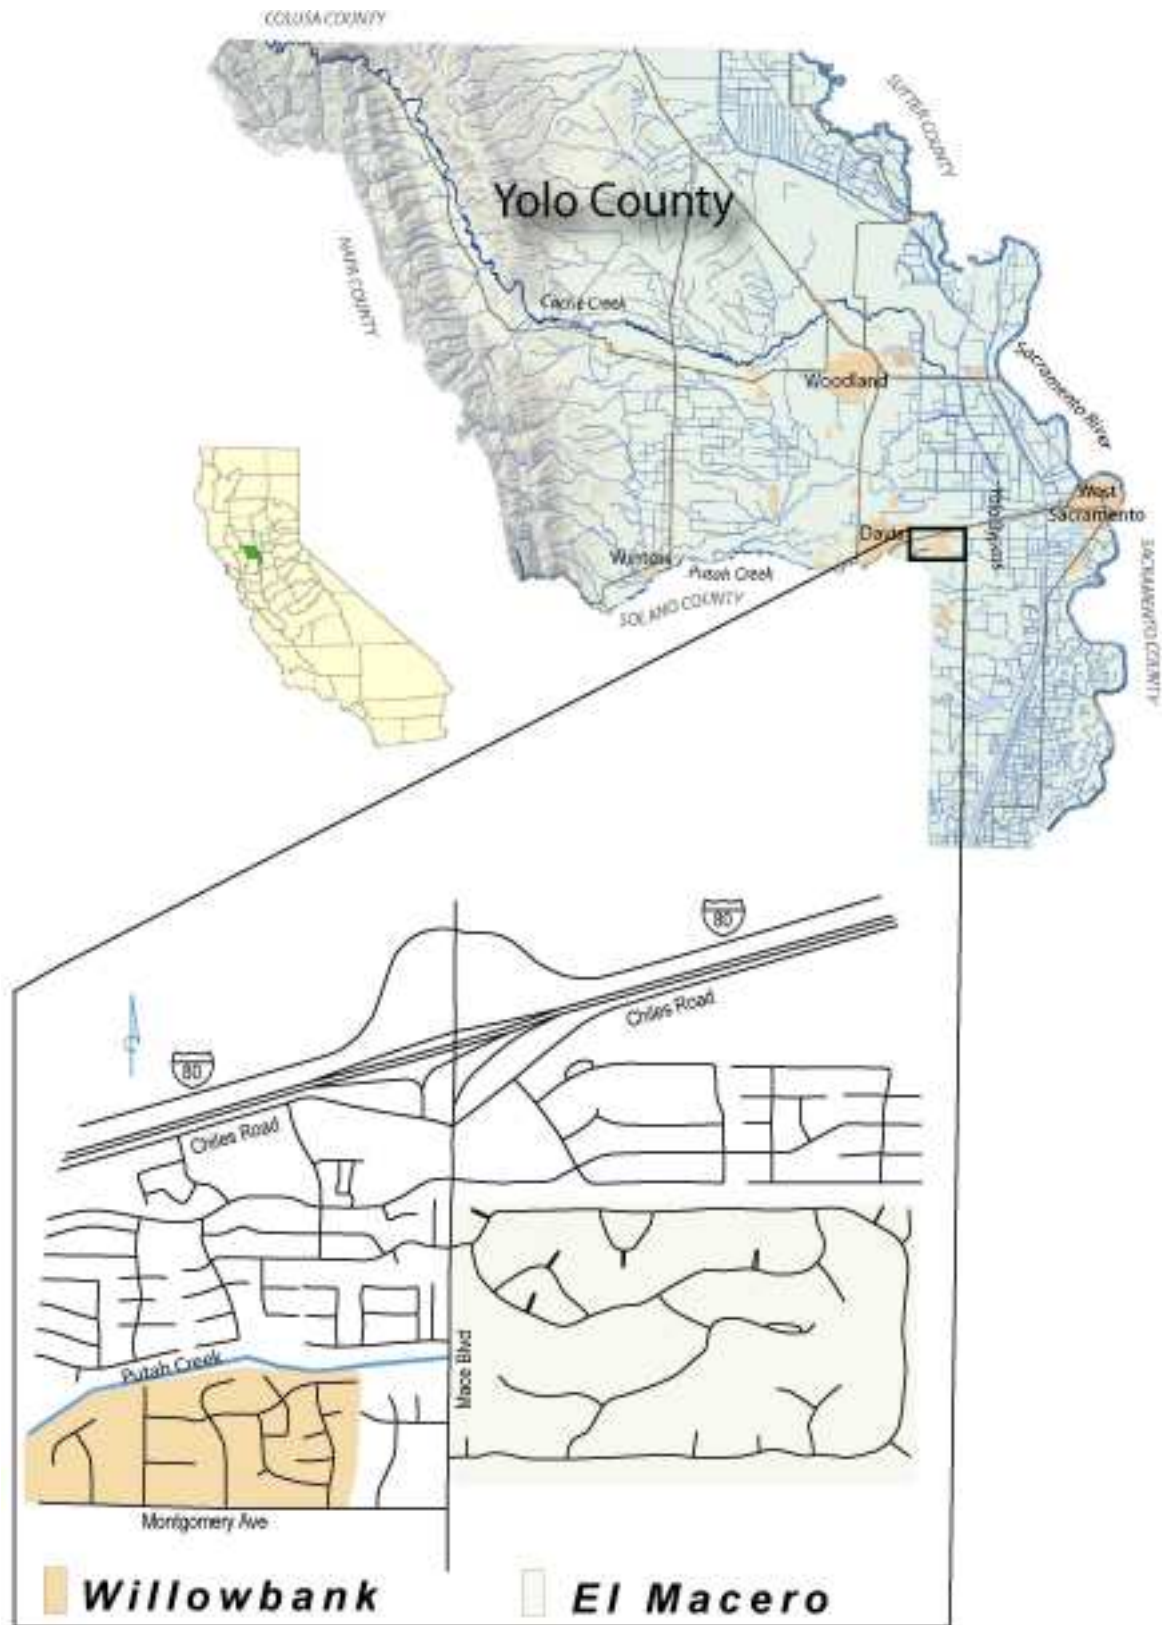 COLUSA COUNTY
SUTTER COUNTY
Yolo County
NAPA COUNTY
Cache Creek
Sacramento River
Woodland
West
Sacramento
Yolo Bypass
Davis
Winters
Putah Creek
SOLANO COUNTY
SACRAMENTO COUNTY
80
Chiles Road
80
Chiles Road
Mace Blvd
Putah Creek
Montgomery Ave
Willowbank
El Macero